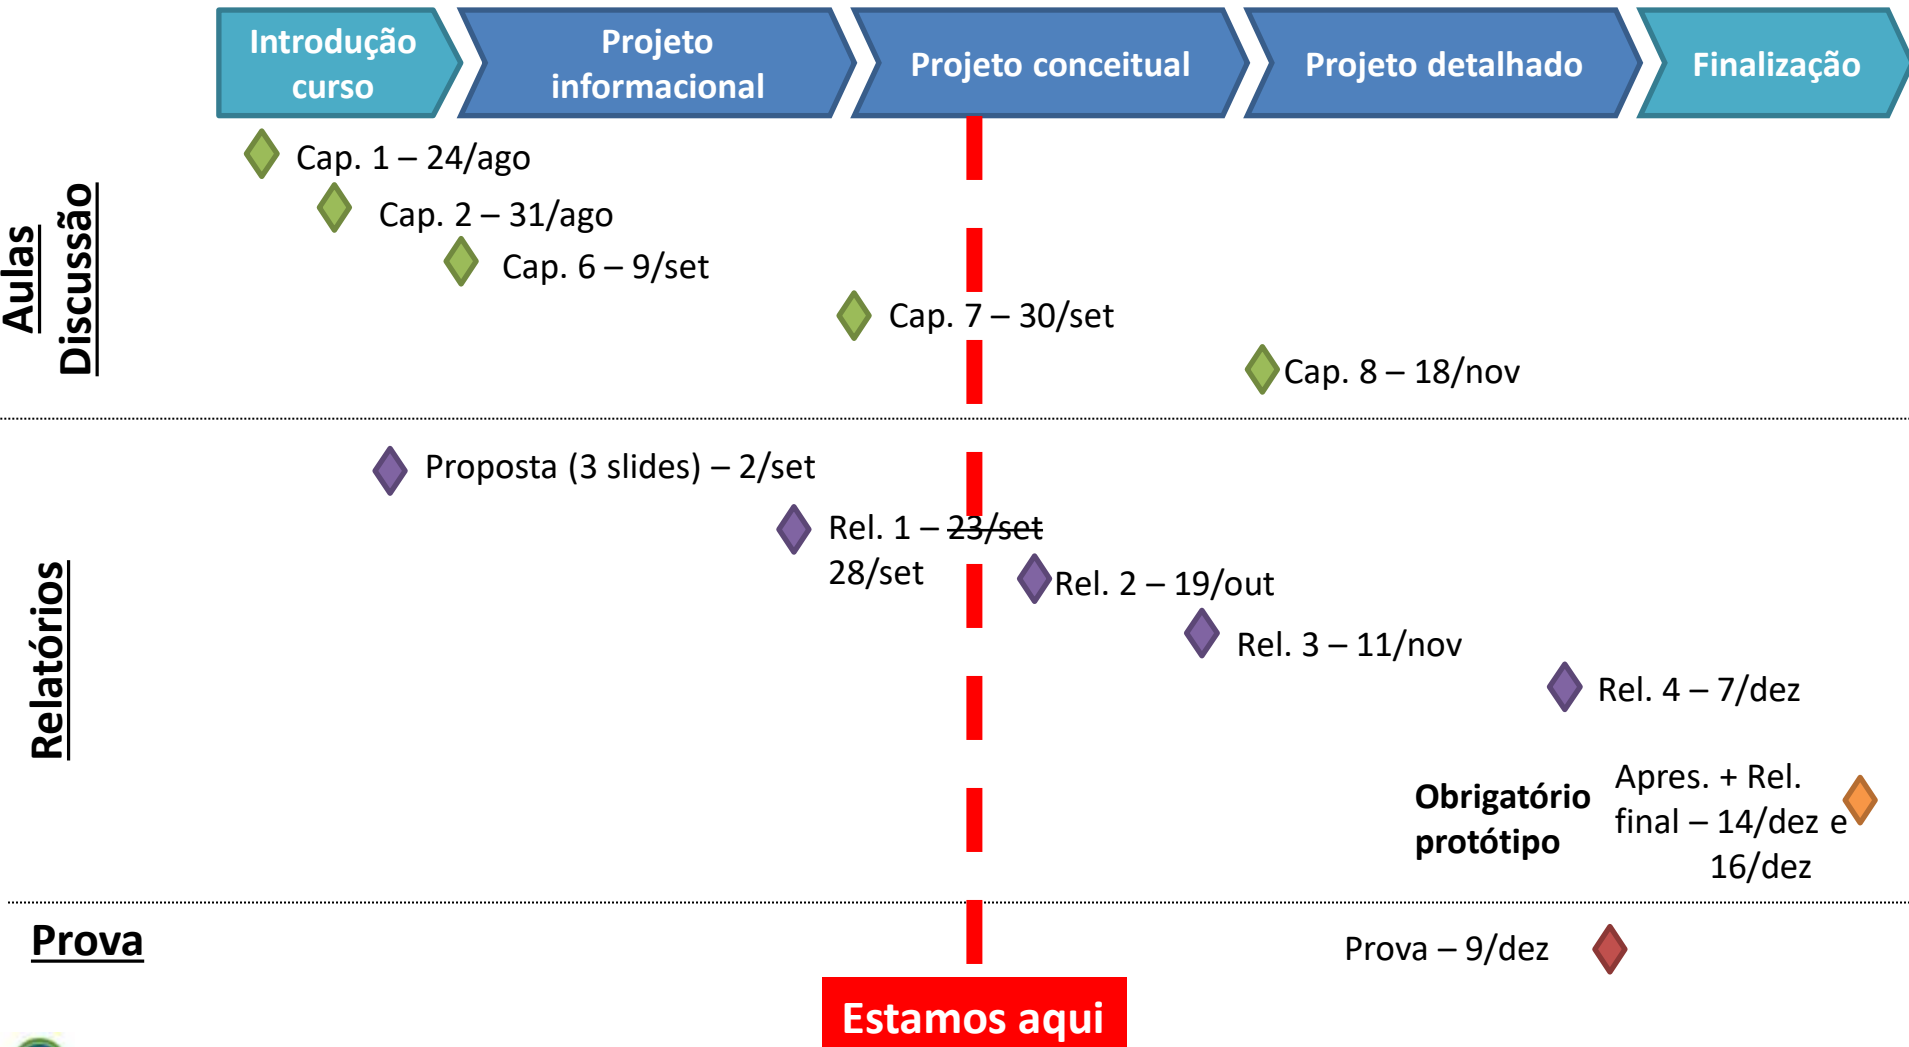 Introdução
curso
Projeto
informacional
Projeto conceitual
Projeto detalhado
Finalização
Aulas
Discussão
Cap. 1 – 24/ago
Cap. 2 – 31/ago
Cap. 6 – 9/set
Cap. 7 – 30/set
Cap. 8 – 18/nov
Relatórios
Proposta (3 slides) – 2/set
Rel. 1 – 23/set
28/set
Rel. 2 – 19/out
Rel. 3 – 11/nov
Rel. 4 – 7/dez
Obrigatório
protótipo
Apres. + Rel.
final – 14/dez e
16/dez
Prova
Prova – 9/dez
Estamos aqui